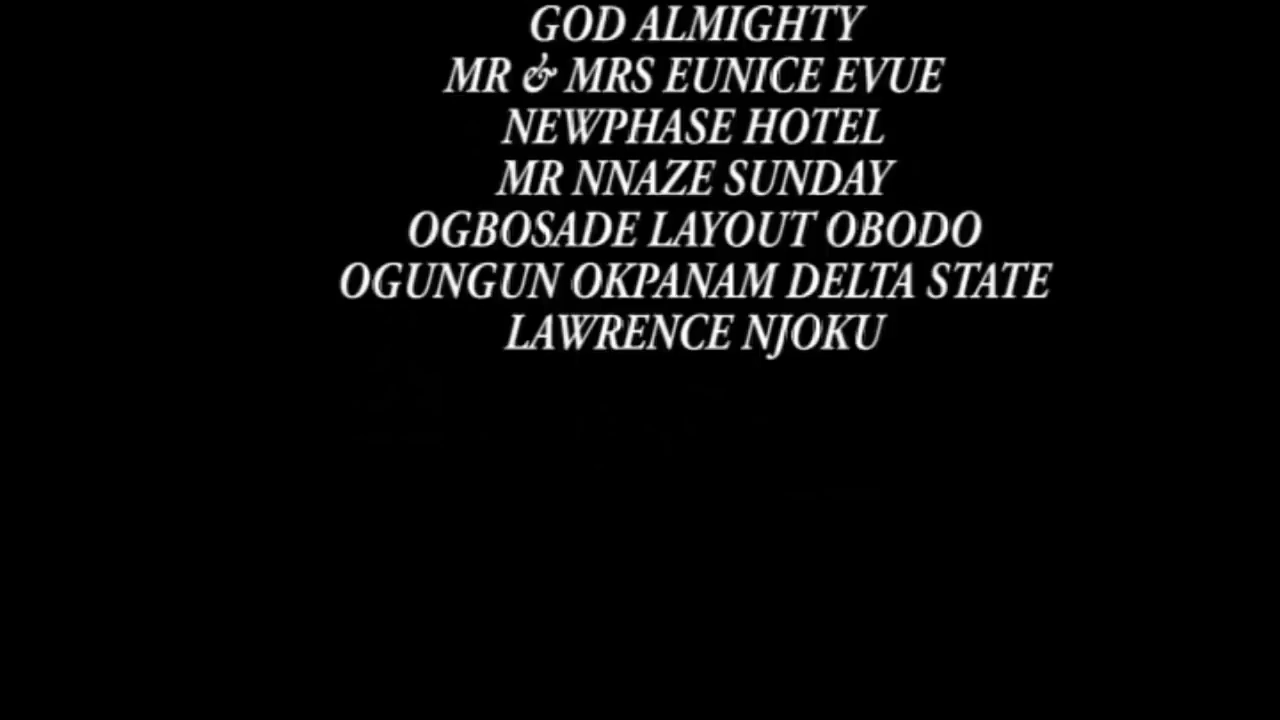 GOD ALMIGHTY
MR & MRS EUNICE EVUE
NEWPHASE HOTEL
MR NNAZE SUNDAY
OGBOSADE LAYOUT OBODO
OGUNGUN OKPANAM DELTA STATE
LAWRENCE NJOKU